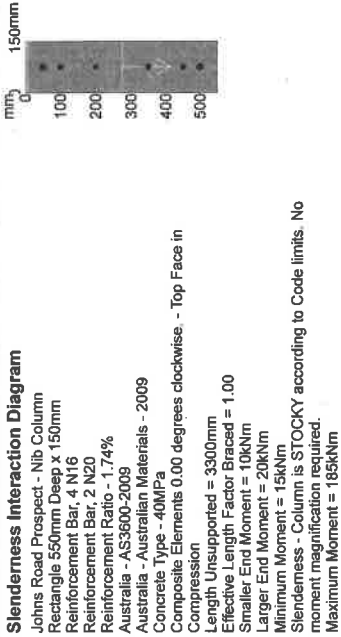 Slenderness Interaction Diagram
Johns Road Prospect - Nib Column
Rectangle 550mm Deep x 150mm
Reinforcement Bar, 4 N16
Reinforcement Bar, 2 N20
Reinforcement Ratio - 1.74%
Australia - AS3600-2009
Australia - Australian Materials - 2009
Concrete Type - 40MPa
Composite Elements 0.00 degrees clockwise. - Top Face in
Compression
Length Unsupported = 3300mm
Effective Length Factor Braced = 1.00
Smaller End Moment = 10kNm
Larger End Moment = 20kNm
Minimum Moment = 15kNm
Slenderness - Column is STOCKY according to Code limits. No
moment magnification required.
Maximum Moment = 185kNm
mm
0
150mm
100
200
300
400
500